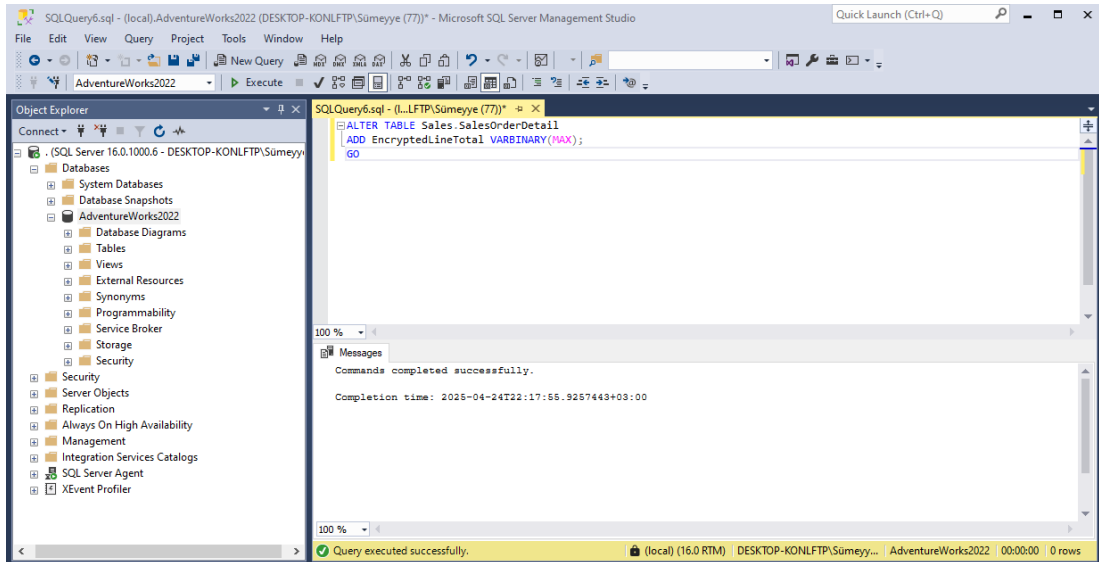 SQLQuery6.sql - (local).AdventureWorks2022 (DESKTOP-KONLFTP\Sümeyye (77))* - Microsoft SQL Server Management Studio
Quick Launch (Ctrl+Q)
File Edit View Query Project Tools Window Help
New Query
AdventureWorks2022 Execute
Object Explorer
Connect
. (SQL Server 16.0.1000.6 - DESKTOP-KONLFTP\Sümeyy
Databases
System Databases
Database Snapshots
AdventureWorks2022
Database Diagrams
Tables
Views
External Resources
Synonyms
Programmability
Service Broker
Storage
Security
Security
Server Objects
Replication
Always On High Availability
Management
Integration Services Catalogs
SQL Server Agent
XEvent Profiler
SQLQuery6.sql - (l...LFTP\Sümeyye (77))*
ALTER TABLE Sales.SalesOrderDetail
ADD EncryptedLineTotal VARBINARY(MAX);
GO
100 %
Messages
Commands completed successfully.
Completion time: 2025-04-24T22:17:55.9257443+03:00
100 %
Query executed successfully.
(local) (16.0 RTM) DESKTOP-KONLFTP\Sümeyy... AdventureWorks2022 00:00:00 0 rows